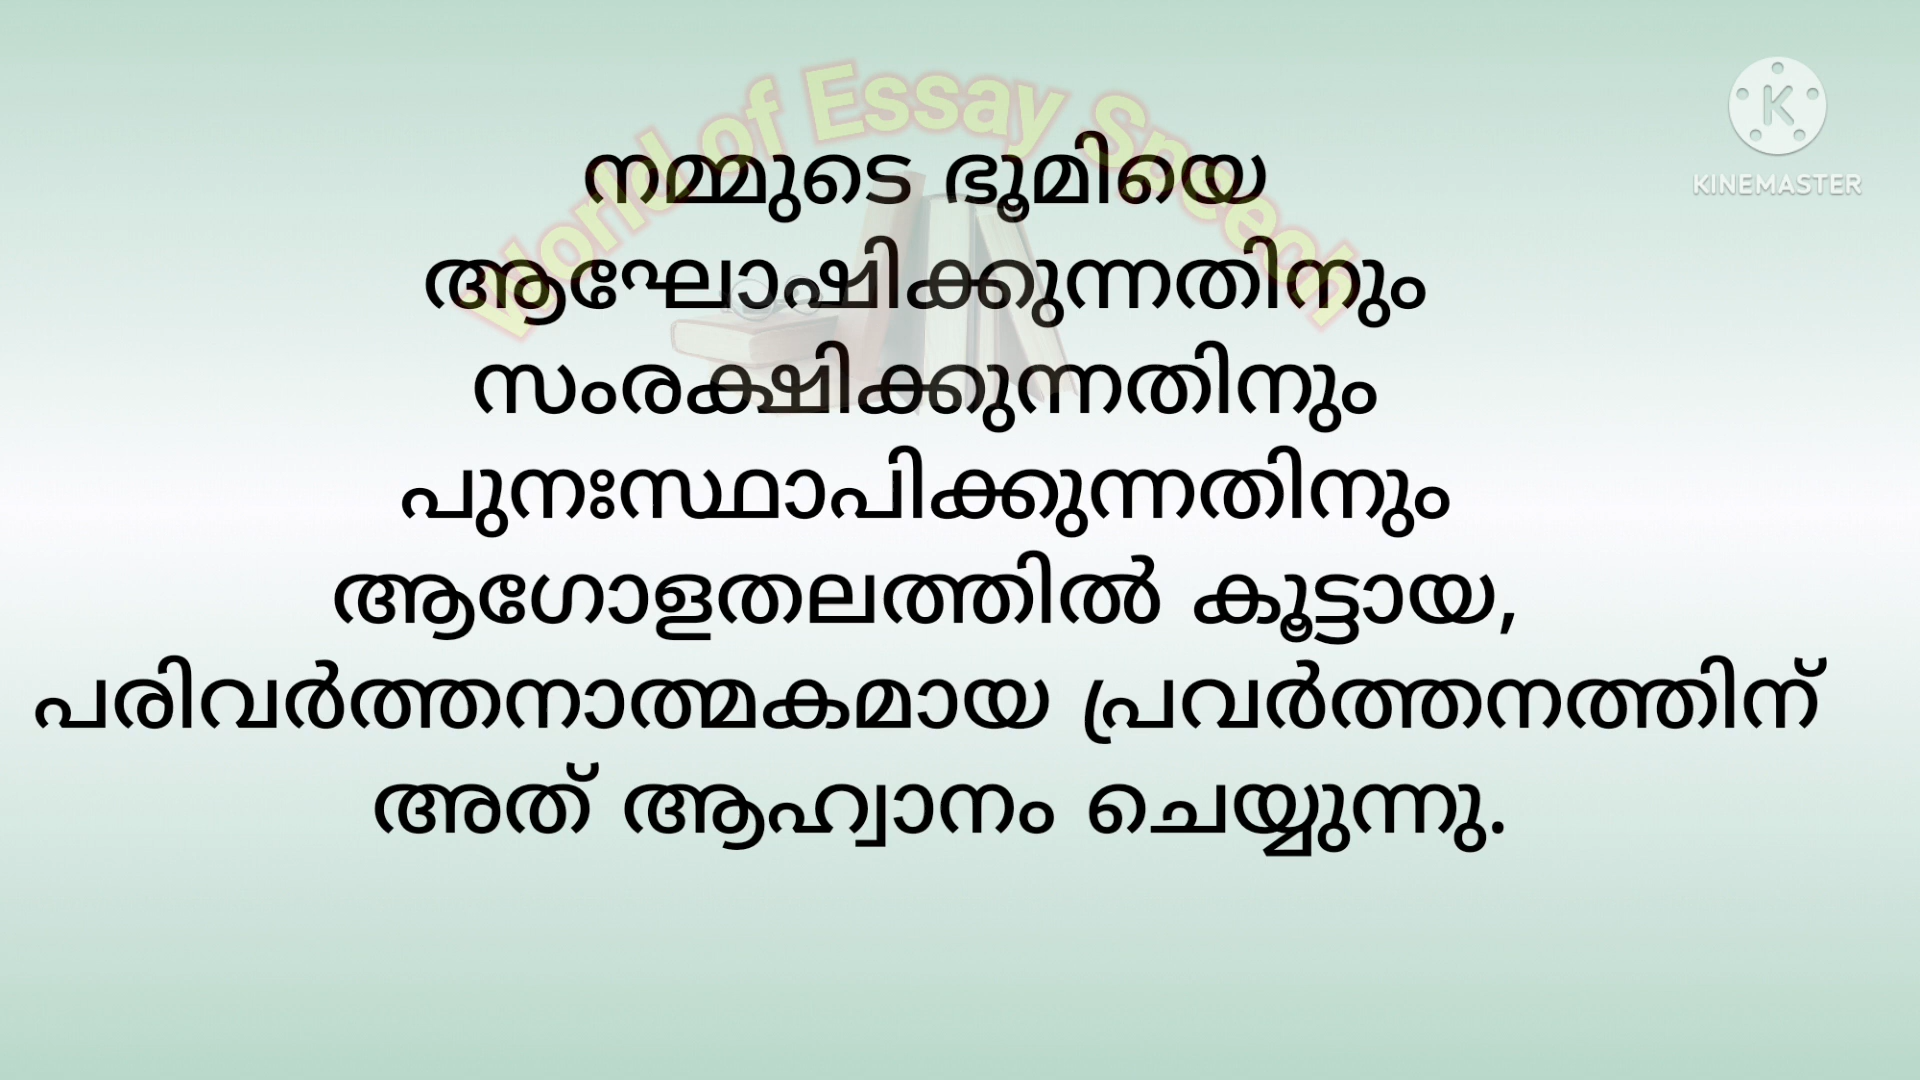 World of Essay Speech
KINEMASTER
നമ്മുടെ ഭൂമിയെ
ആഘോഷിക്കുന്നതിനും
സംരക്ഷിക്കുന്നതിനും
പുനഃസ്ഥാപിക്കുന്നതിനും
ആഗോളതലത്തിൽ കൂട്ടായ,
പരിവർത്തനാത്മകമായ പ്രവർത്തനത്തിന്
അത് ആഹ്വാനം ചെയ്യുന്നു.